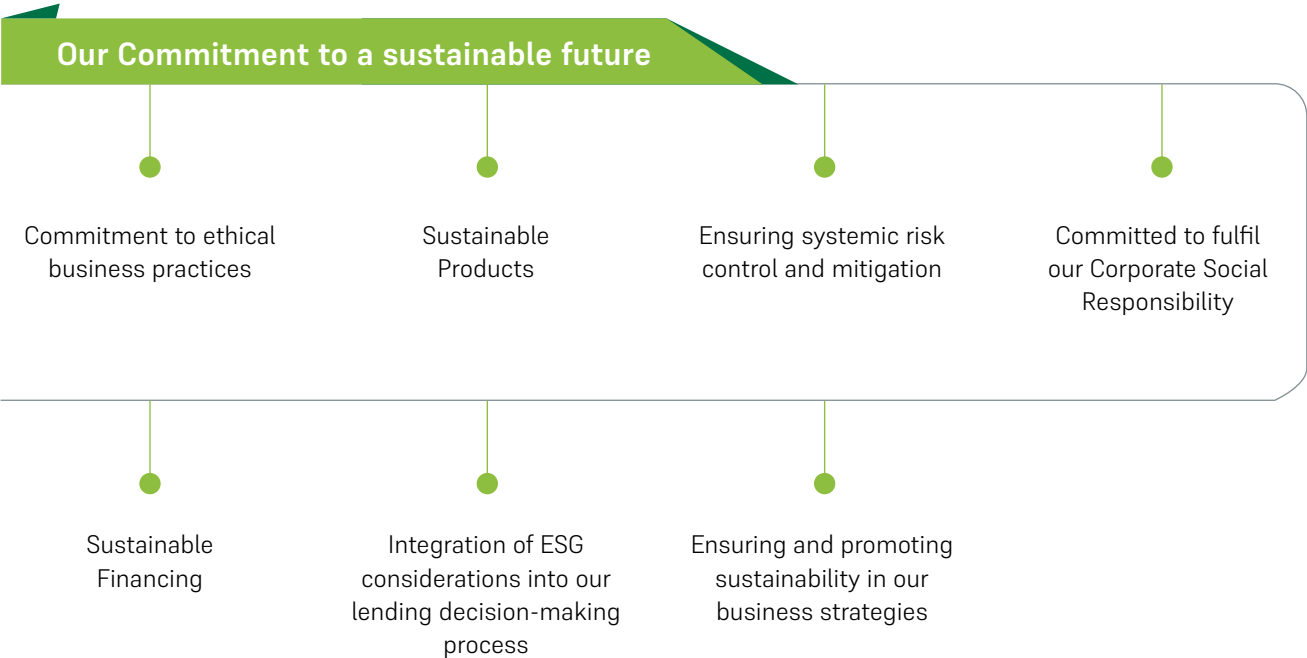 Our Commitment to a sustainable future
Commitment to ethical
business practices
Sustainable
Products
Ensuring systemic risk
control and mitigation
Committed to fulfil
our Corporate Social
Responsibility
Sustainable
Financing
Integration of ESG
considerations into our
lending decision-making
process
Ensuring and promoting
sustainability in our
business strategies